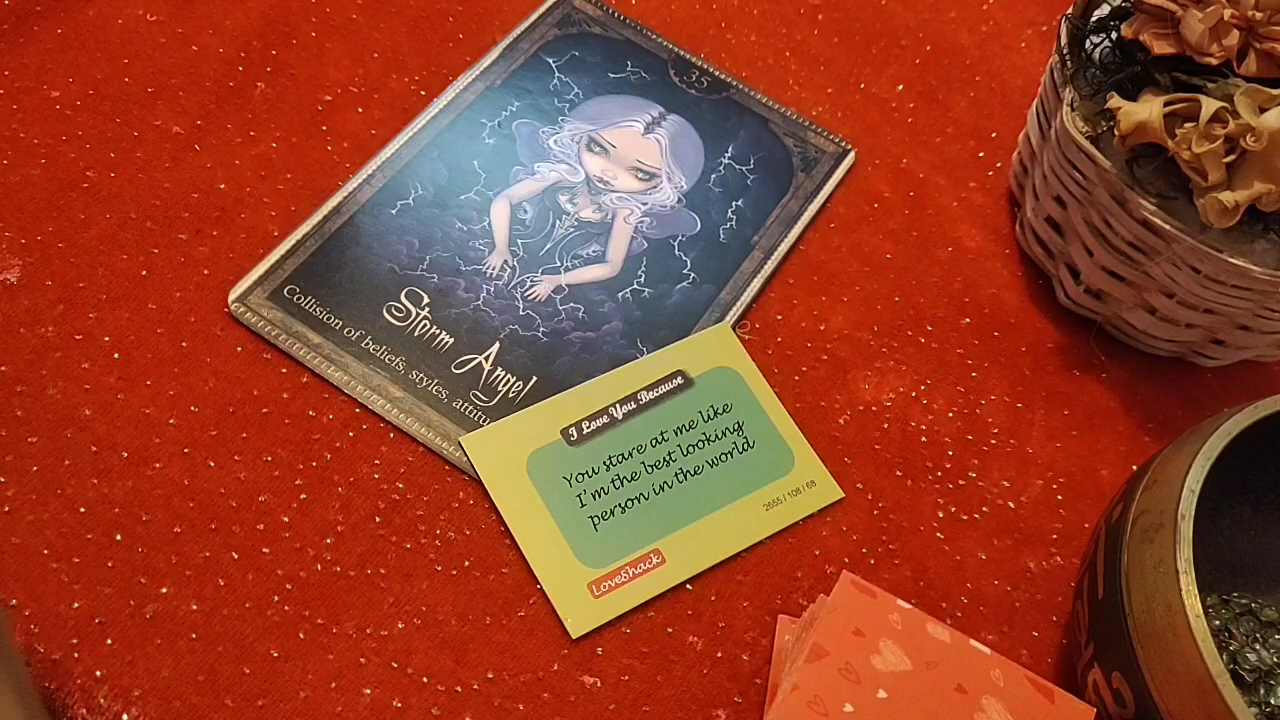 35
Storm Angel
Collision of beliefs, styles, attitu
I Love You Because
You stare at me like
I'm the best looking
person in the world
2655 / 108 / 68
LoveShack